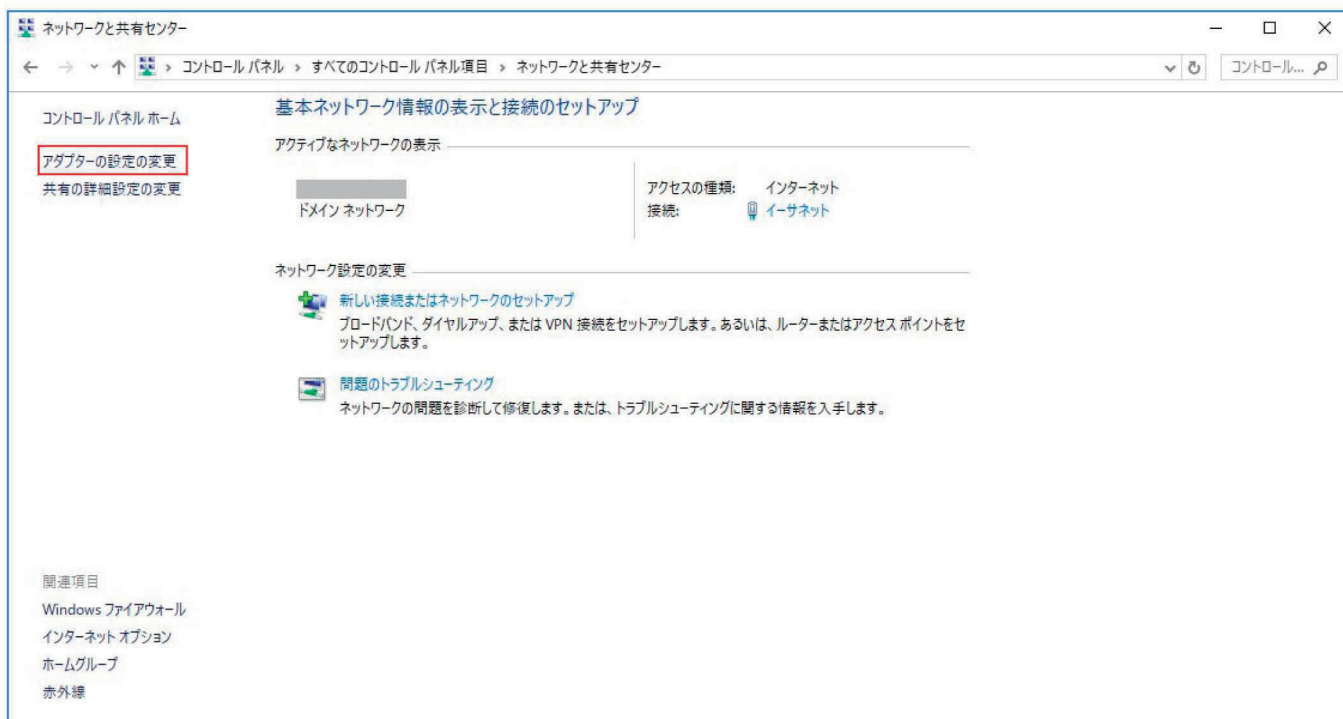 ネットワークと共有センター
コントロール パネル › すべてのコントロール パネル項目 › ネットワークと共有センター
コントロール...
コントロール パネル ホーム
アダプターの設定の変更
共有の詳細設定の変更
基本ネットワーク情報の表示と接続のセットアップ
アクティブなネットワークの表示
ドメイン ネットワーク
アクセスの種類: インターネット
接続: イーサネット
ネットワーク設定の変更
新しい接続またはネットワークのセットアップ
ブロードバンド、ダイヤルアップ、または VPN 接続をセットアップします。あるいは、ルーターまたはアクセス ポイントをセ
ットアップします。
問題のトラブルシューティング
ネットワークの問題を診断して修復します。または、トラブルシューティングに関する情報を入手します。
関連項目
Windows ファイアウォール
インターネット オプション
ホームグループ
赤外線